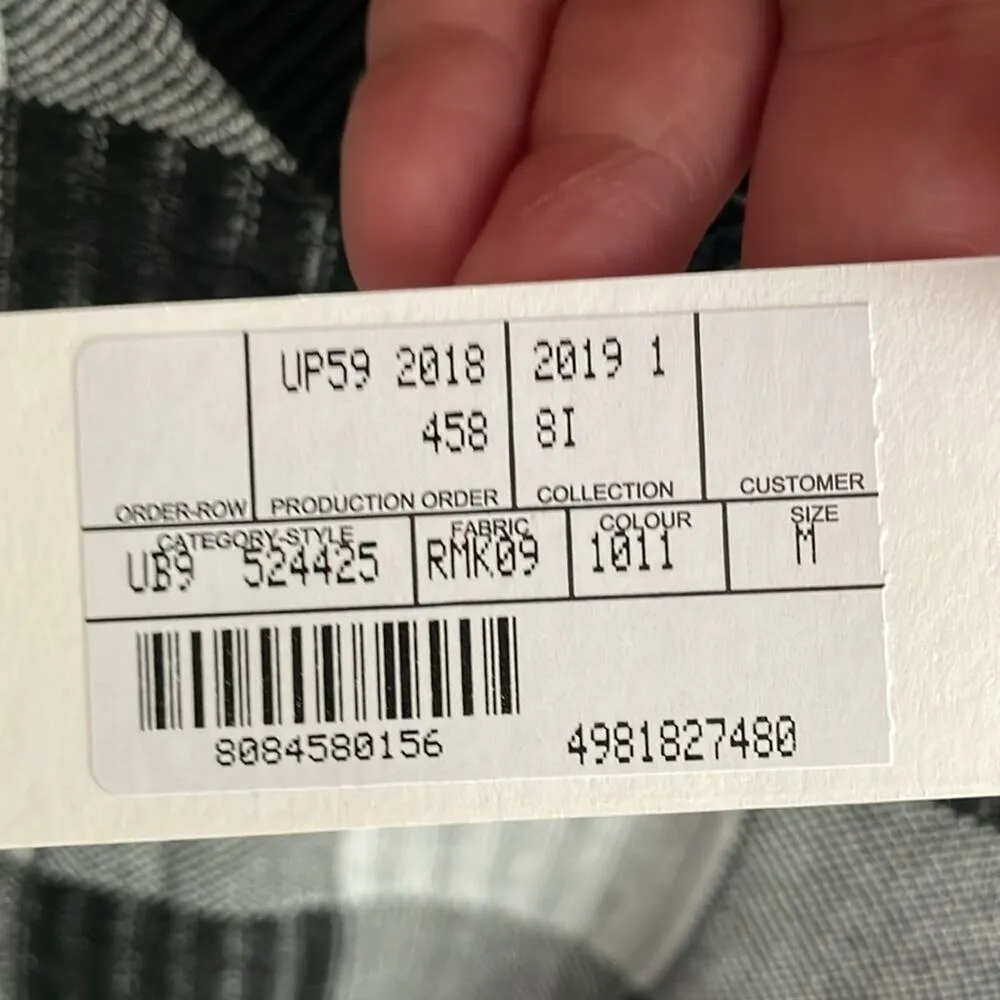 UP59 2018 2019 1
458 8I
ORDER-ROW PRODUCTION ORDER COLLECTION CUSTOMER
CATEGORY-STYLE FABRIC COLOUR SIZE
UB9 524425 RMK09 1011 M
8084580156 4981827480